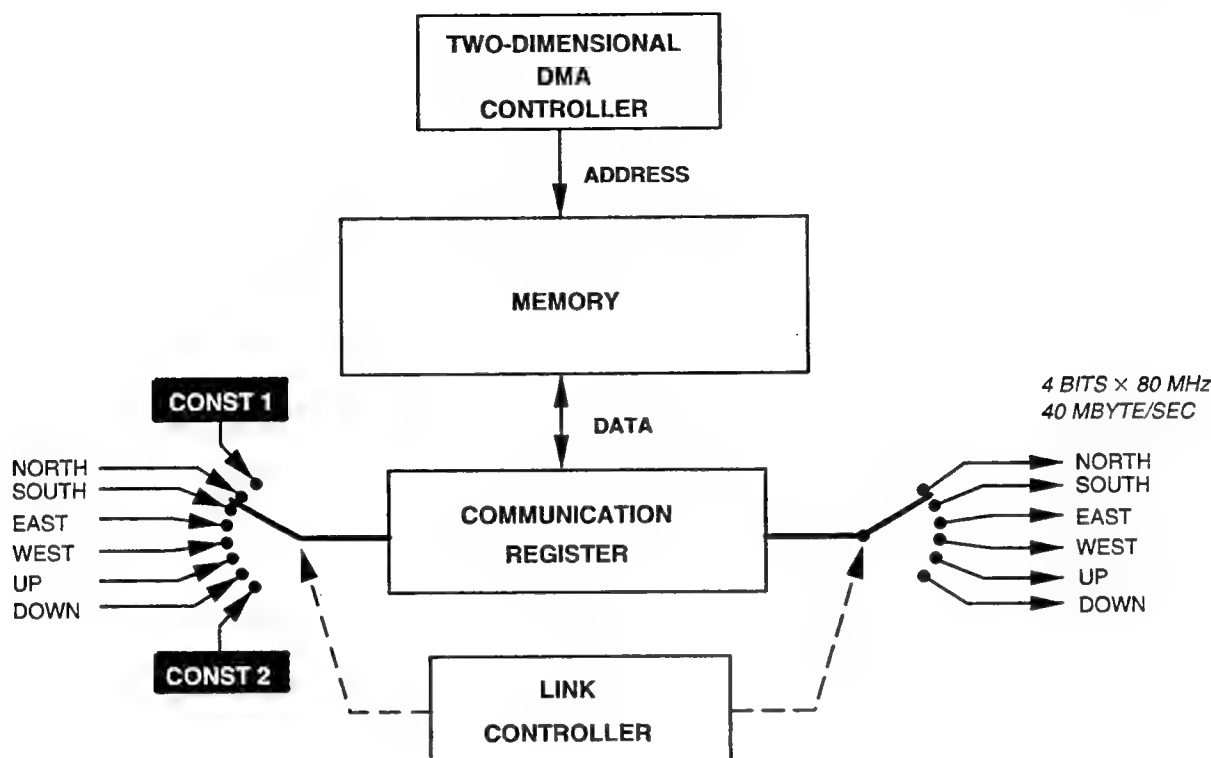 TWO-DIMENSIONAL
DMA
CONTROLLER
ADDRESS
MEMORY
4 BITS × 80 MHz
40 MBYTE/SEC
CONST 1
DATA
NORTH
SOUTH
EAST
WEST
UP
DOWN
COMMUNICATION
REGISTER
NORTH
SOUTH
EAST
WEST
UP
DOWN
CONST 2
LINK
CONTROLLER